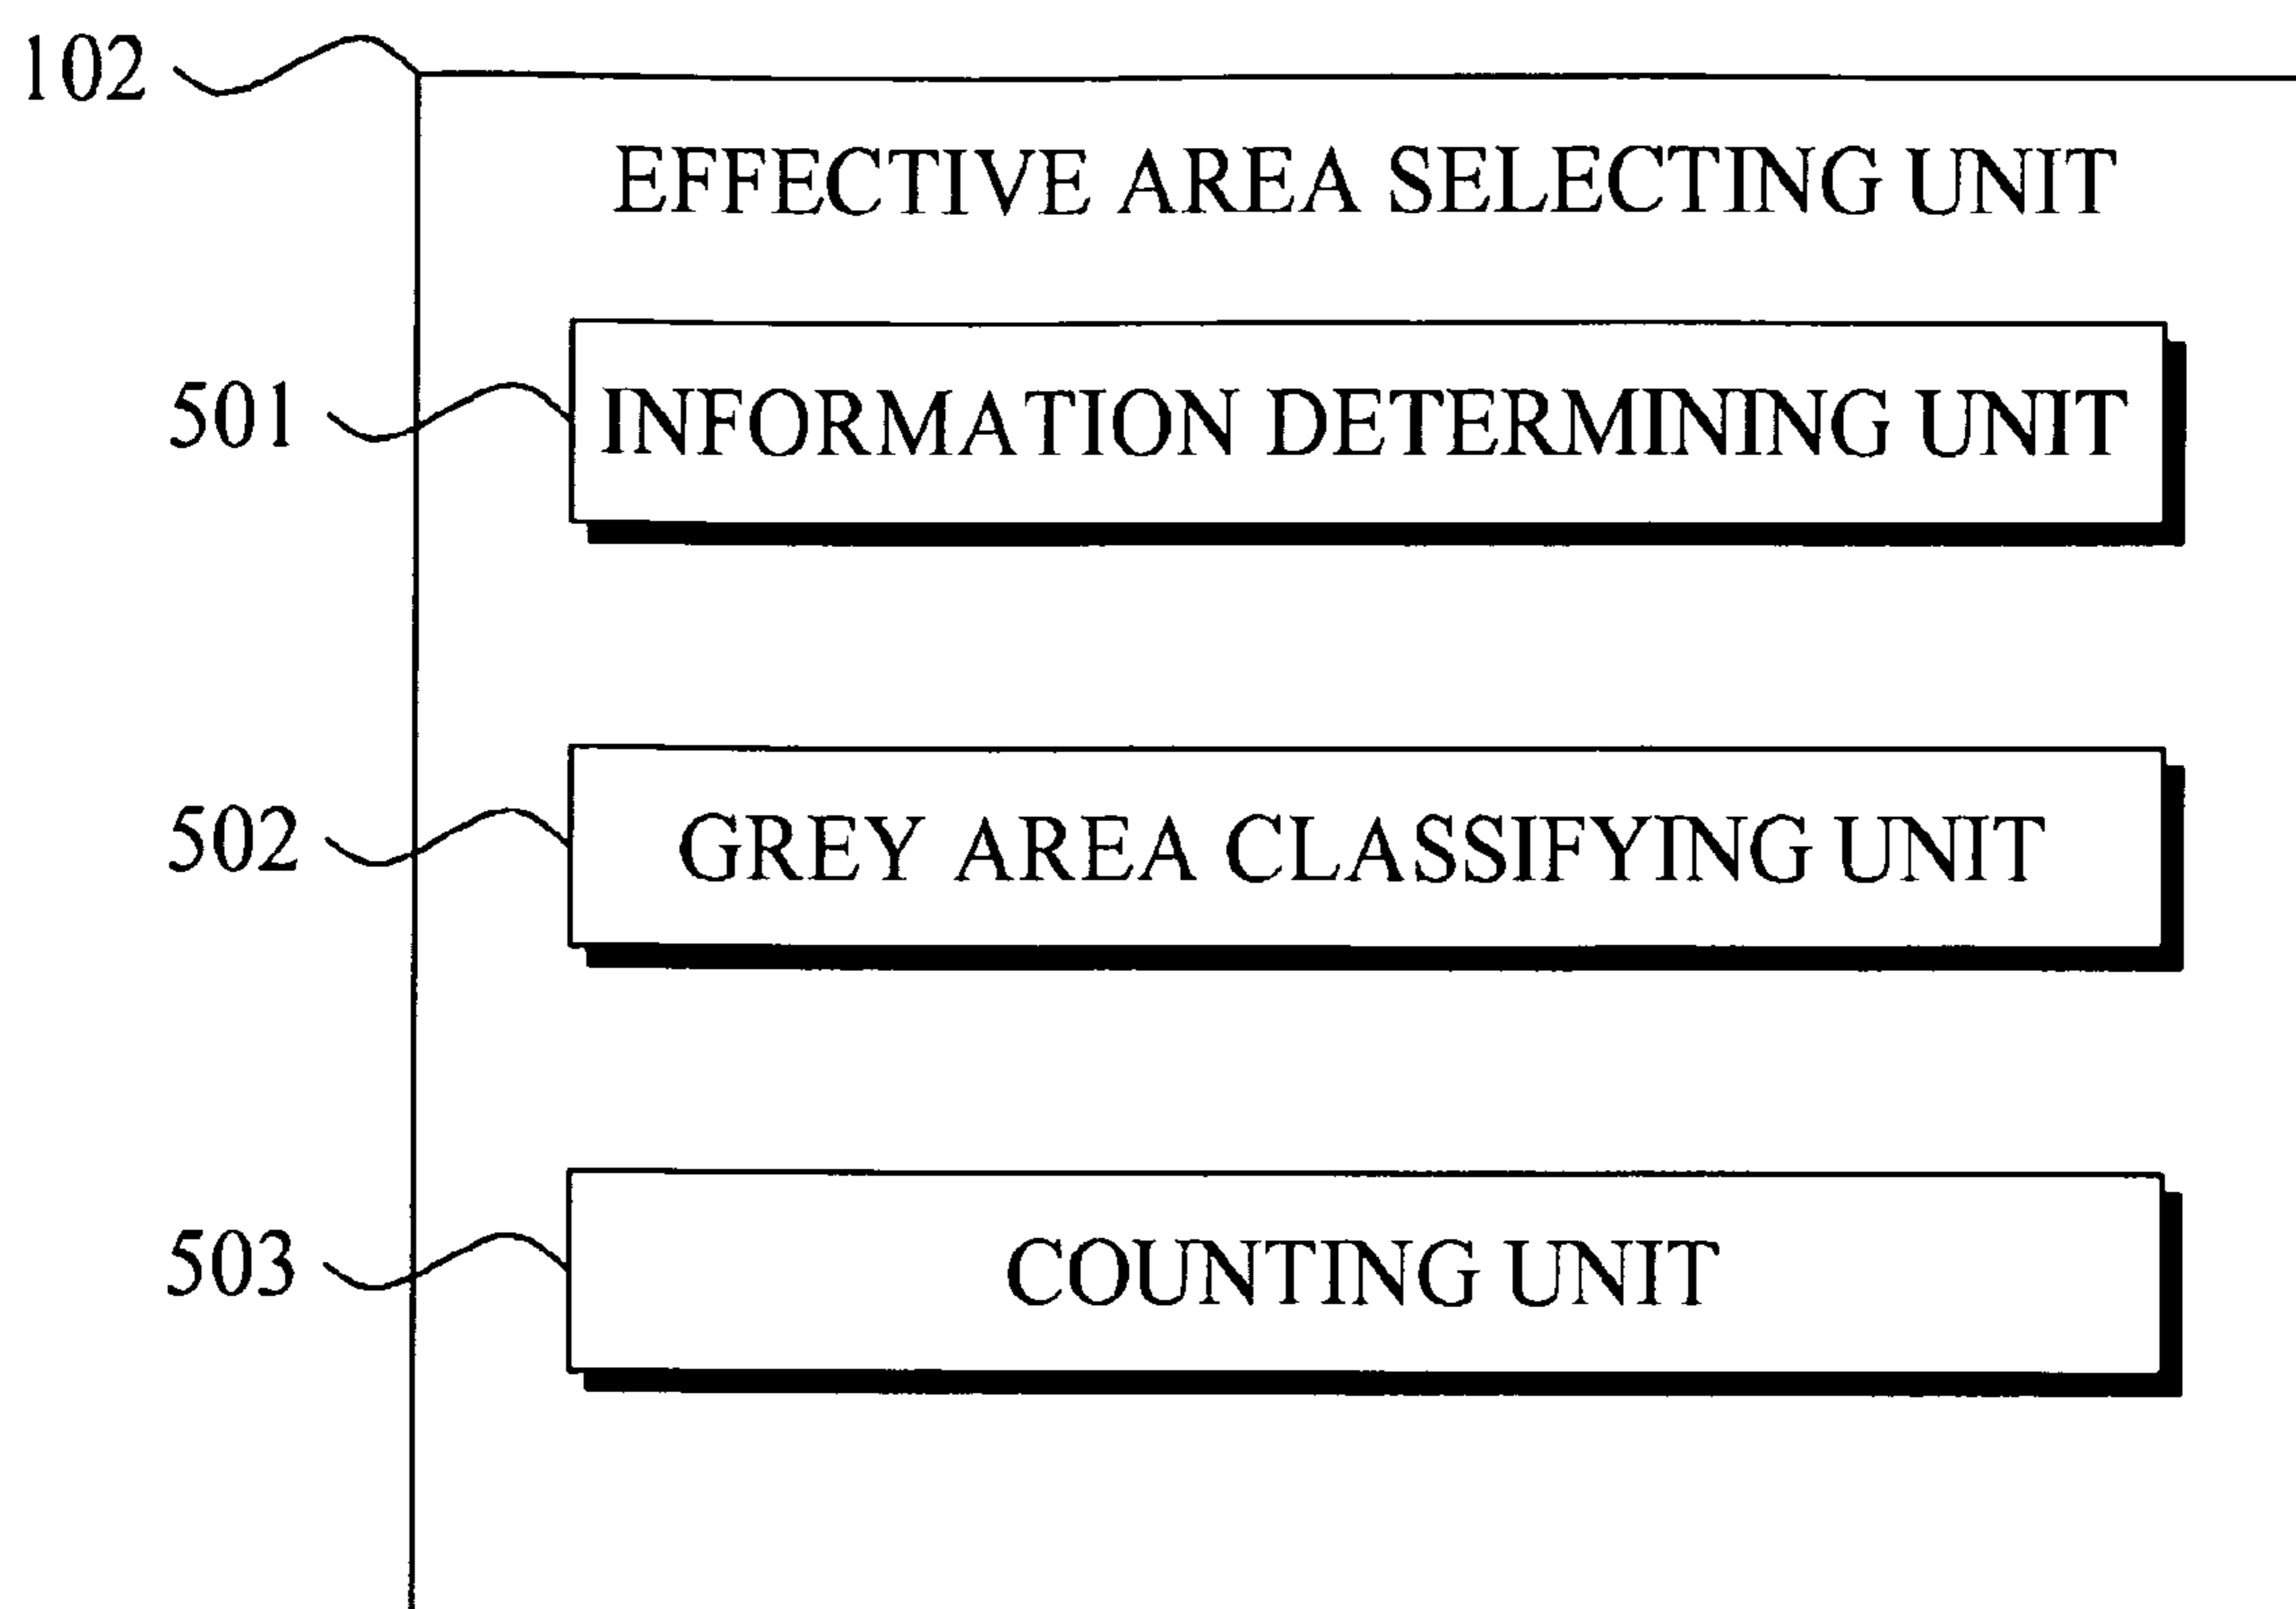 102
EFFECTIVE AREA SELECTING UNIT
501
INFORMATION DETERMINING UNIT
502
GREY AREA CLASSIFYING UNIT
503
COUNTING UNIT